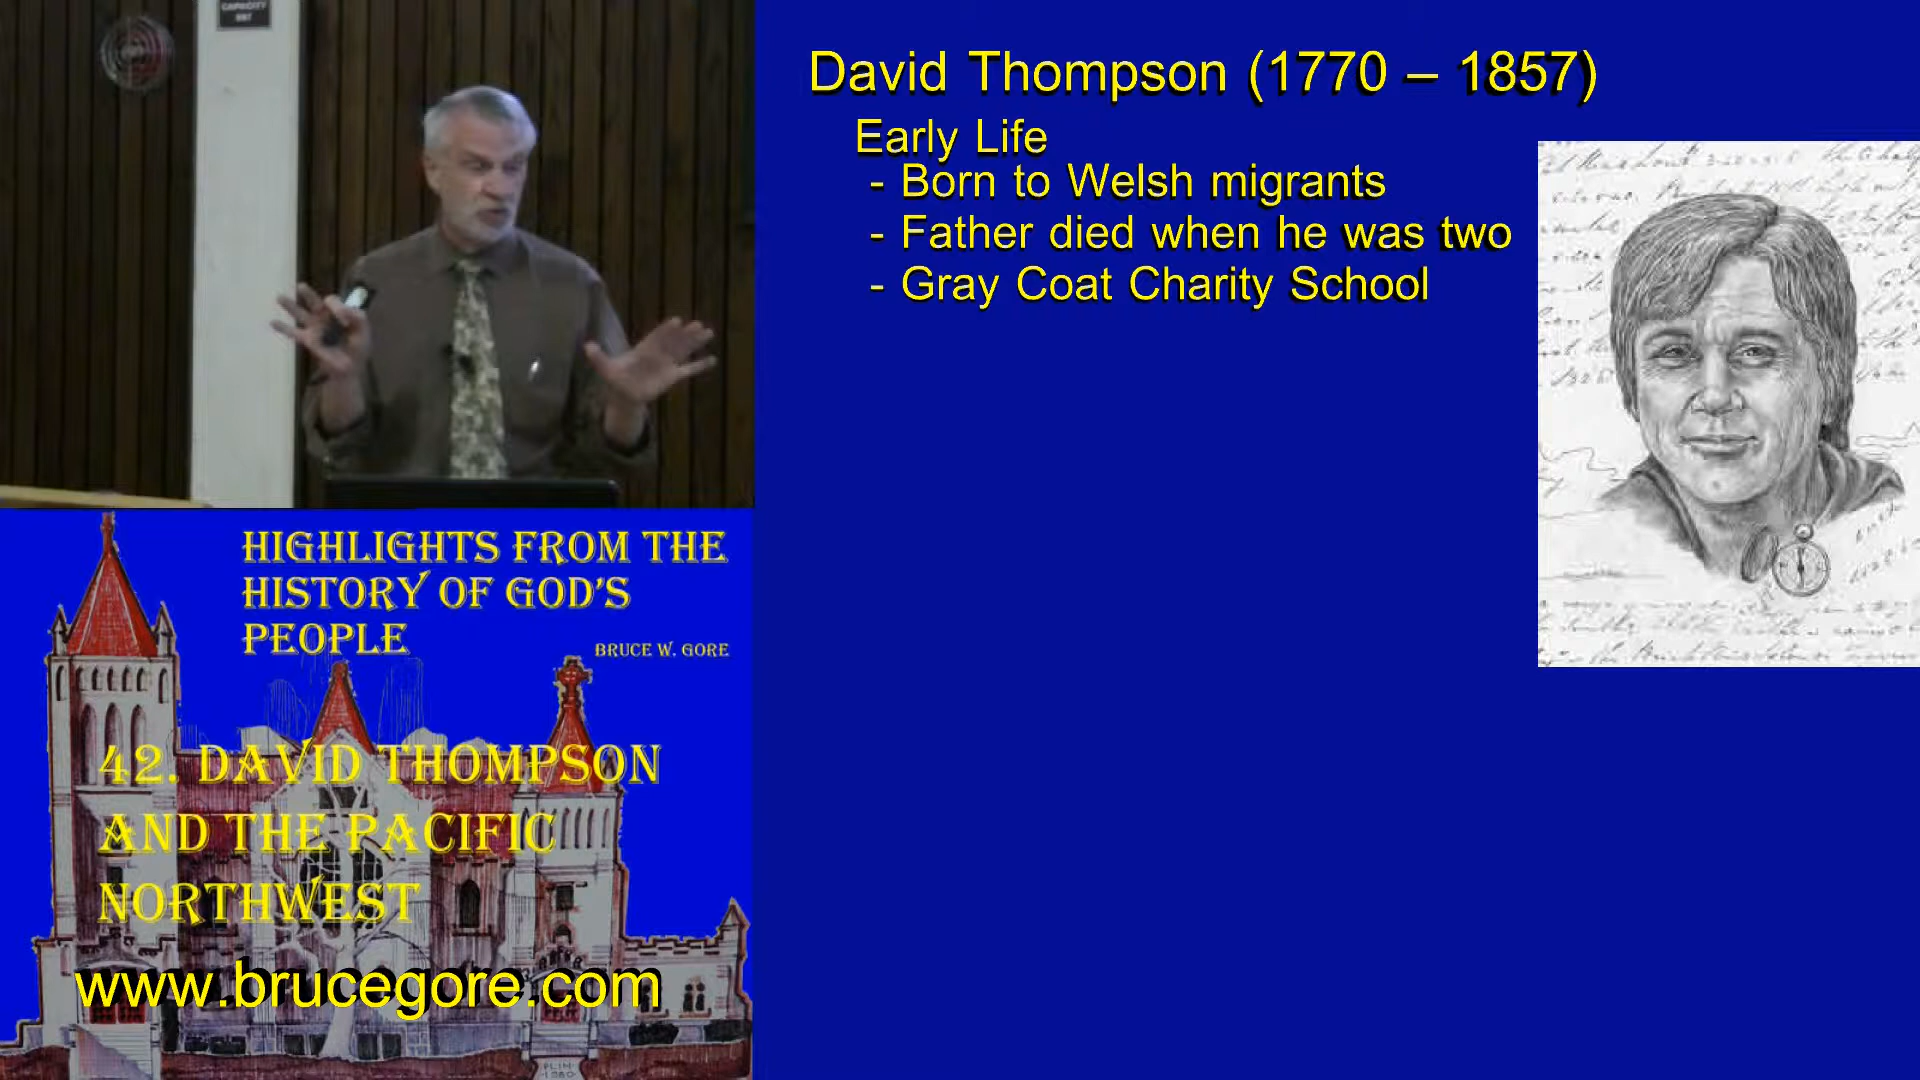 CAPACITY
David Thompson (1770 – 1857)
Early Life
- Born to Welsh migrants
- Father died when he was two
- Gray Coat Charity School
HIGHLIGHTS FROM THE
HISTORY OF GOD'S
PEOPLE
BRUCE W. GORE
42. DAVID THOMPSON
AND THE PACIFIC
NORTHWEST
www.brucegore.com